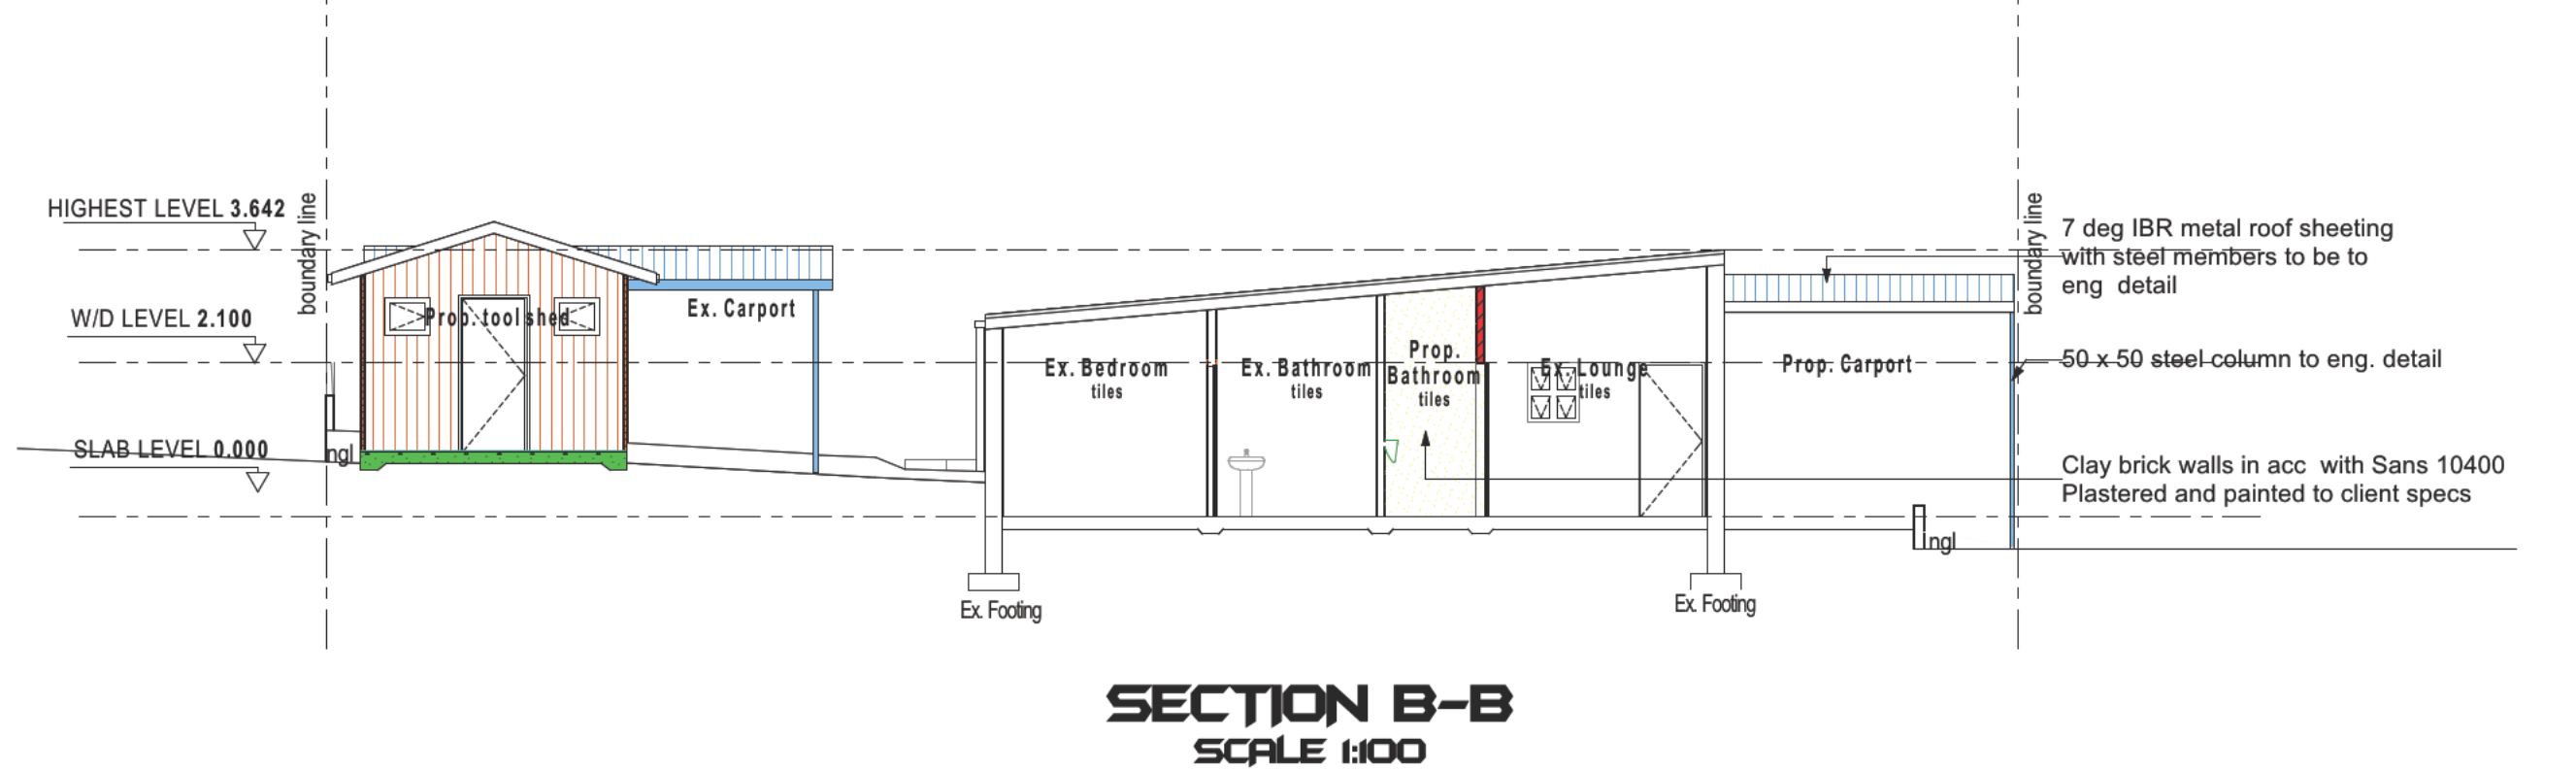 HIGHEST LEVEL 3.642
W/D LEVEL 2.100
SLAB LEVEL 0.000
boundary line
ngl
Prop. tool shed
Ex. Carport
Ex. Bedroom
tiles
Ex. Bathroom
tiles
Prop.
Bathroom
tiles
Ex. Lounge
tiles
Prop. Carport
ngl
boundary line
7 deg IBR metal roof sheeting
with steel members to be to
eng detail
50 x 50 steel column to eng. detail
Clay brick walls in acc with Sans 10400
Plastered and painted to client specs
Ex. Footing
Ex. Footing
SECTION B-B
SCALE 1:100